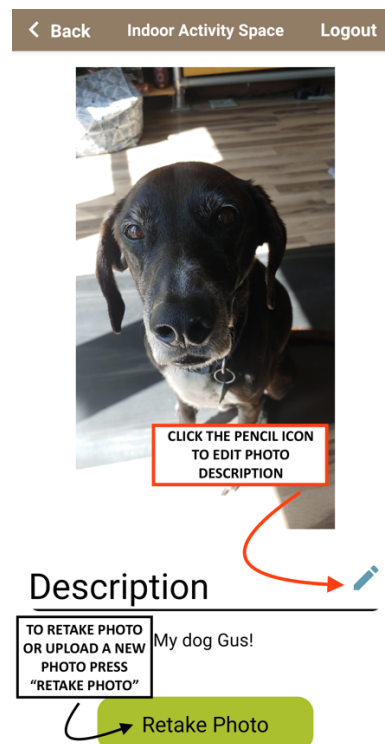 Back Indoor Activity Space Logout
CLICK THE PENCIL ICON
TO EDIT PHOTO
DESCRIPTION
Description
TO RETAKE PHOTO
OR UPLOAD A NEW
PHOTO PRESS
“RETAKE PHOTO”
My dog Gus!
Retake Photo